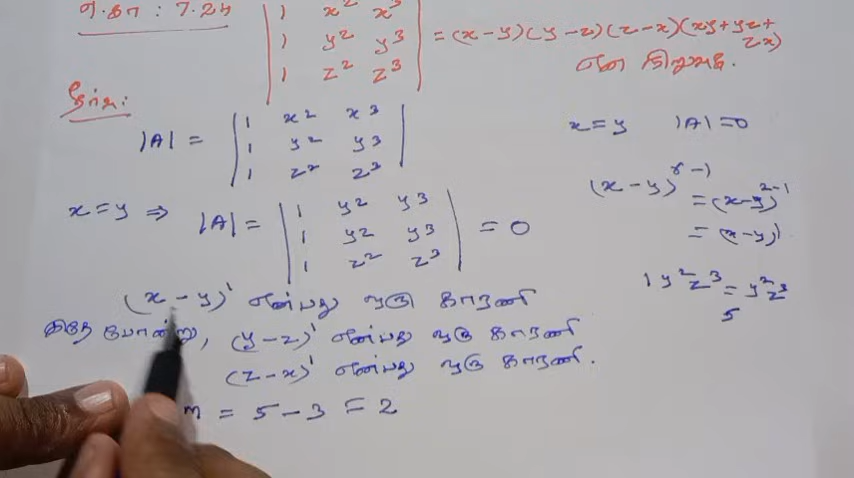 எ.கா : 7.24 | 1 x² x³ |
| 1 y² y³ | = (x-y)(y-z)(z-x)(xy+yz+
zx)
| 1 z² z³ | என நிறுவுக.
தீர்வு:
|A| = | 1 x² x³ |
| 1 y² y³ |
| 1 z² z³ |
x=y |A|=0
(x-y)^r-1
= (x-y)^2-1
= (x-y)¹
x=y ⇒ |A| = | 1 y² y³ |
| 1 y² y³ | = 0
| 1 z² z³ |
1 y² z³ = y²z³
5
(x-y)¹ என்பது ஒரு காரணி
இதே போன்று, (y-z)¹ என்பது ஒரு காரணி
(z-x)¹ என்பது ஒரு காரணி.
m = 5-3 = 2